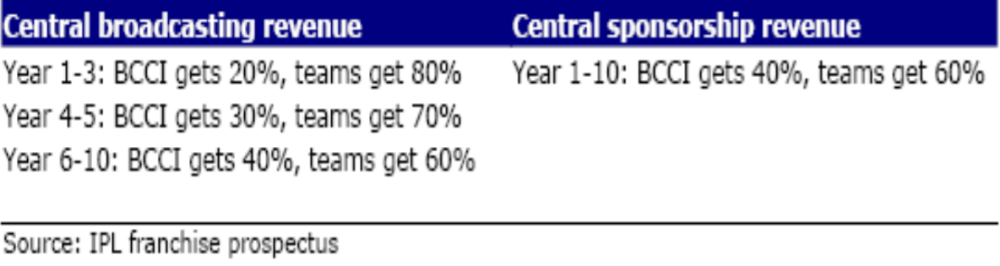 Central broadcasting revenue Central sponsorship revenue
Year 1-3: BCCI gets 20%, teams get 80% Year 1-10: BCCI gets 40%, teams get 60%
Year 4-5: BCCI gets 30%, teams get 70%
Year 6-10: BCCI gets 40%, teams get 60%
Source: IPL franchise prospectus